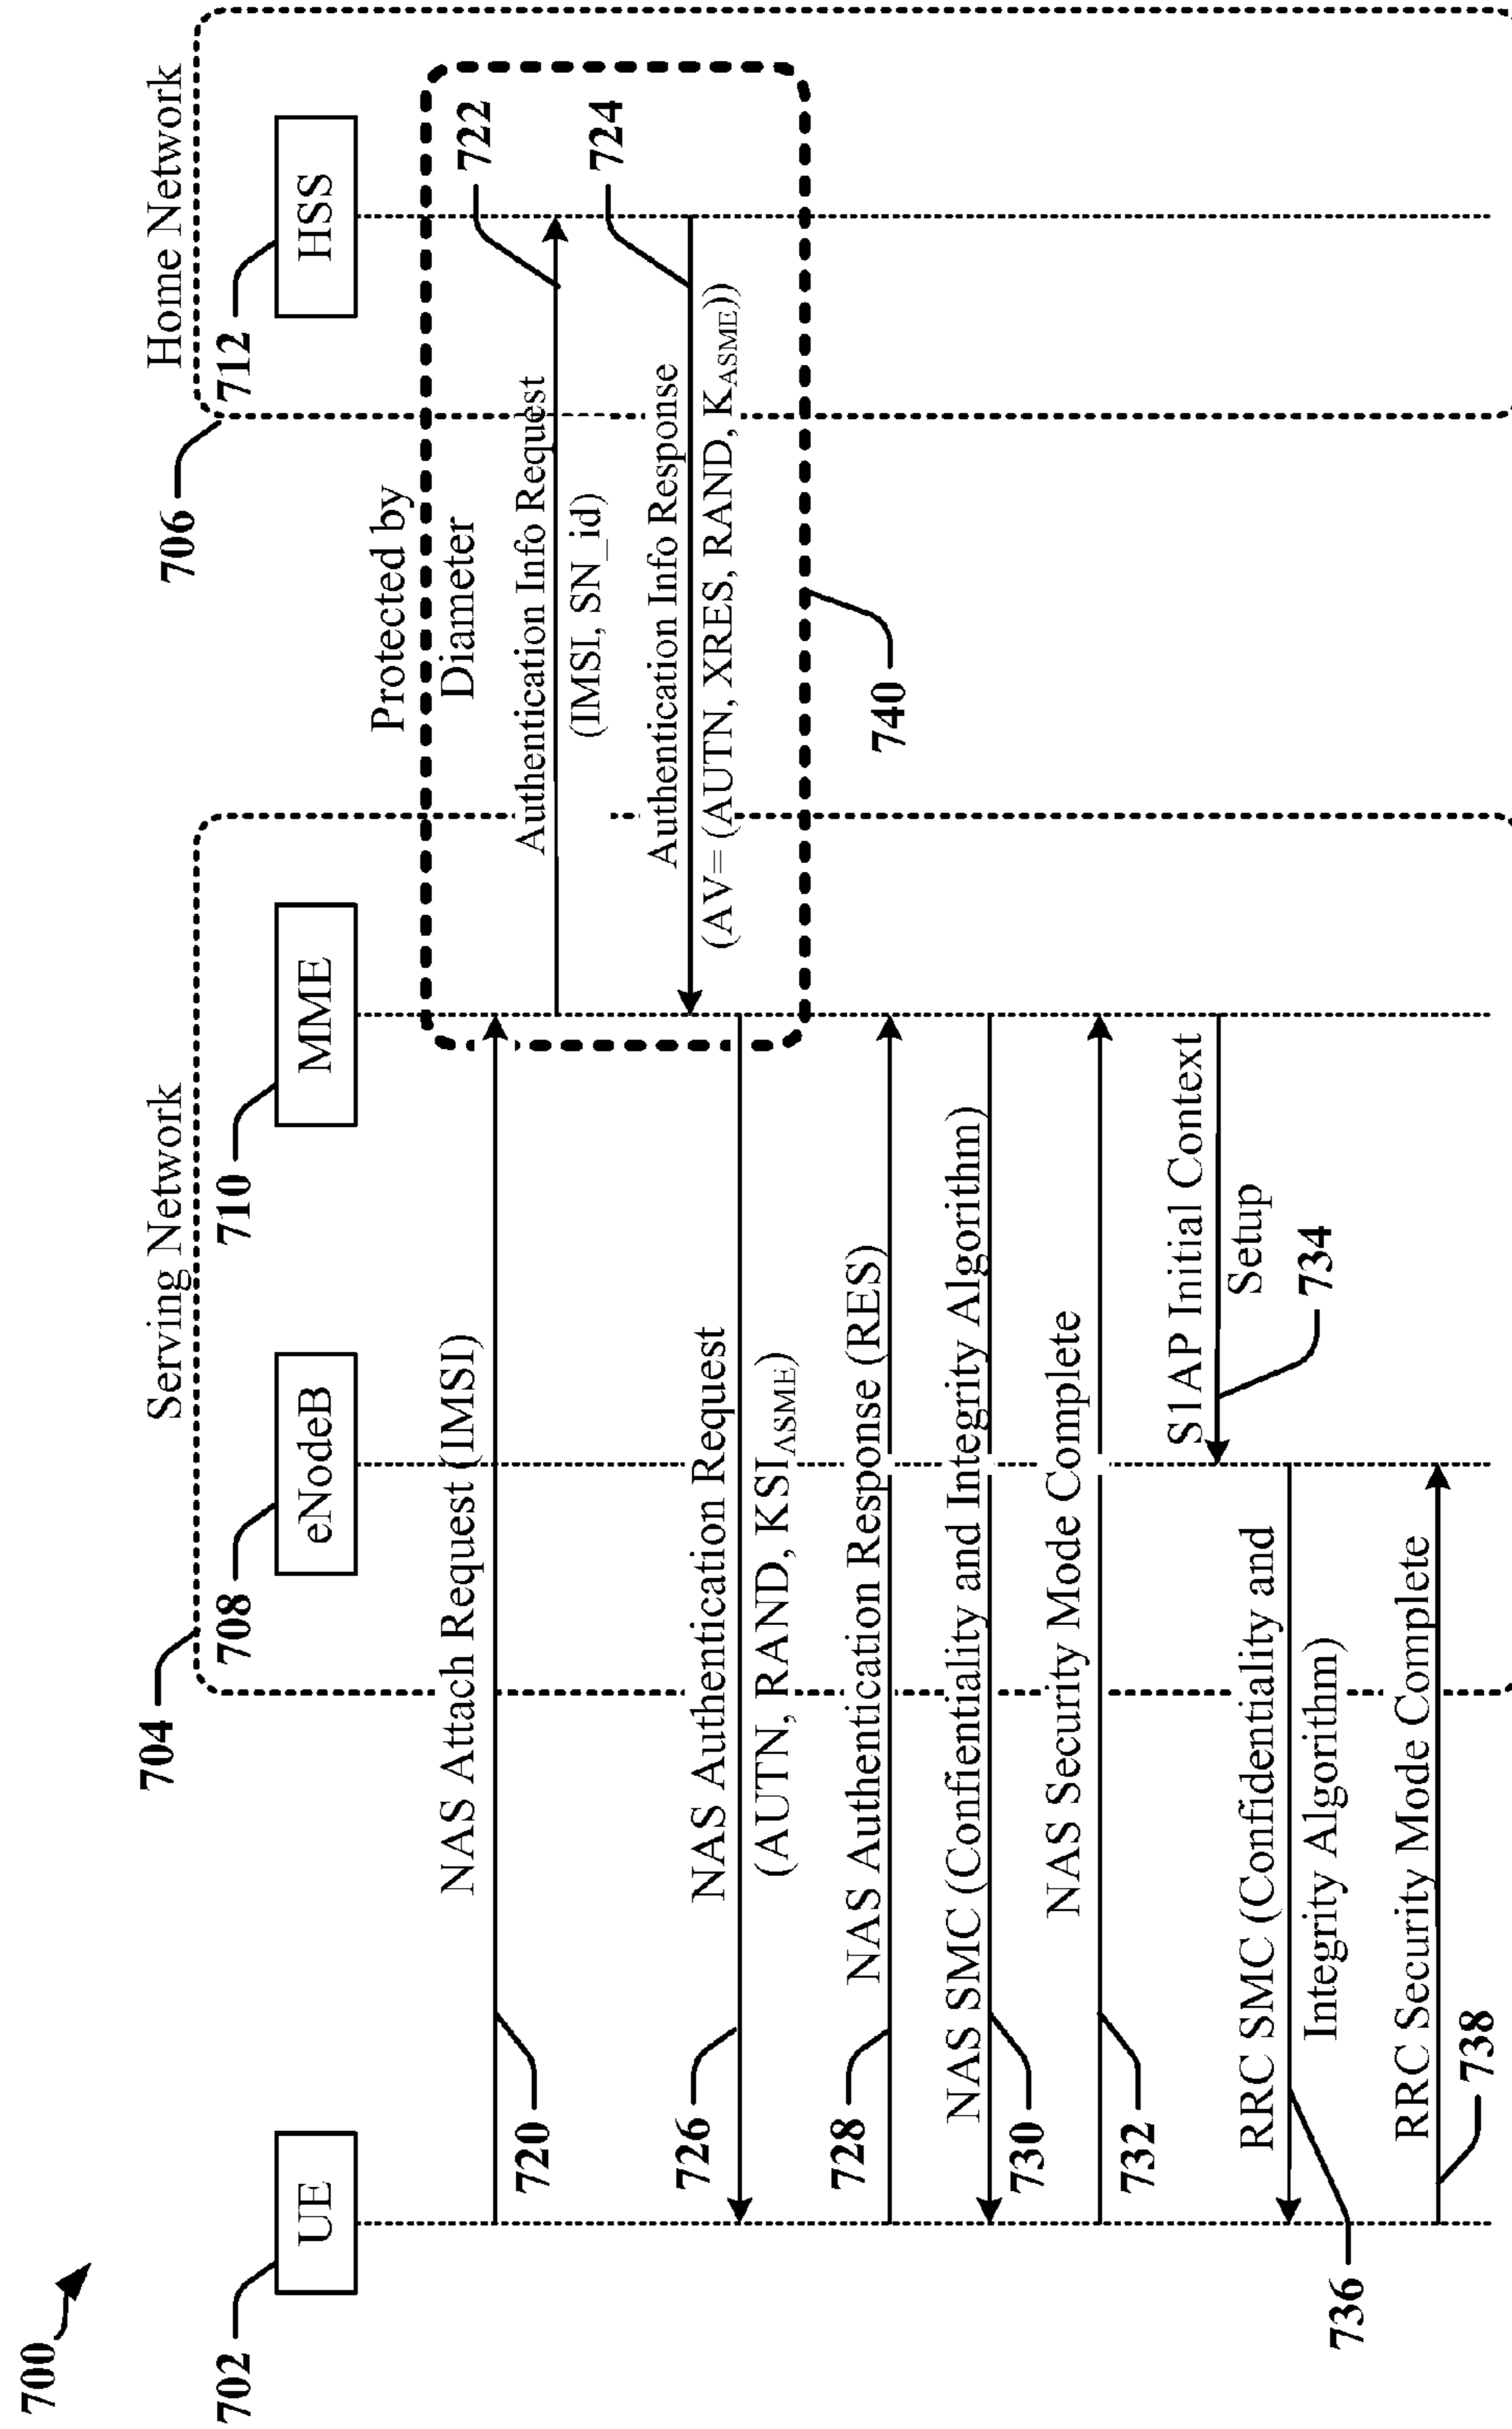 700
Serving Network
Home Network
704
706
702
708
710
712
UE
eNodeB
MME
HSS
Protected by
Diameter
NAS Attach Request (IMSI)
720
722
Authentication Info Request
(IMSI, SN_id)
724
Authentication Info Response
(AV= (AUTN, XRES, RAND, KASME))
726
NAS Authentication Request
(AUTN, RAND, KSIASME)
740
728
NAS Authentication Response (RES)
NAS SMC (Confientiality and Integrity Algorithm)
730
NAS Security Mode Complete
732
S1AP Initial Context
Setup
734
RRC SMC (Confidentiality and
Integrity Algorithm)
736
RRC Security Mode Complete
738